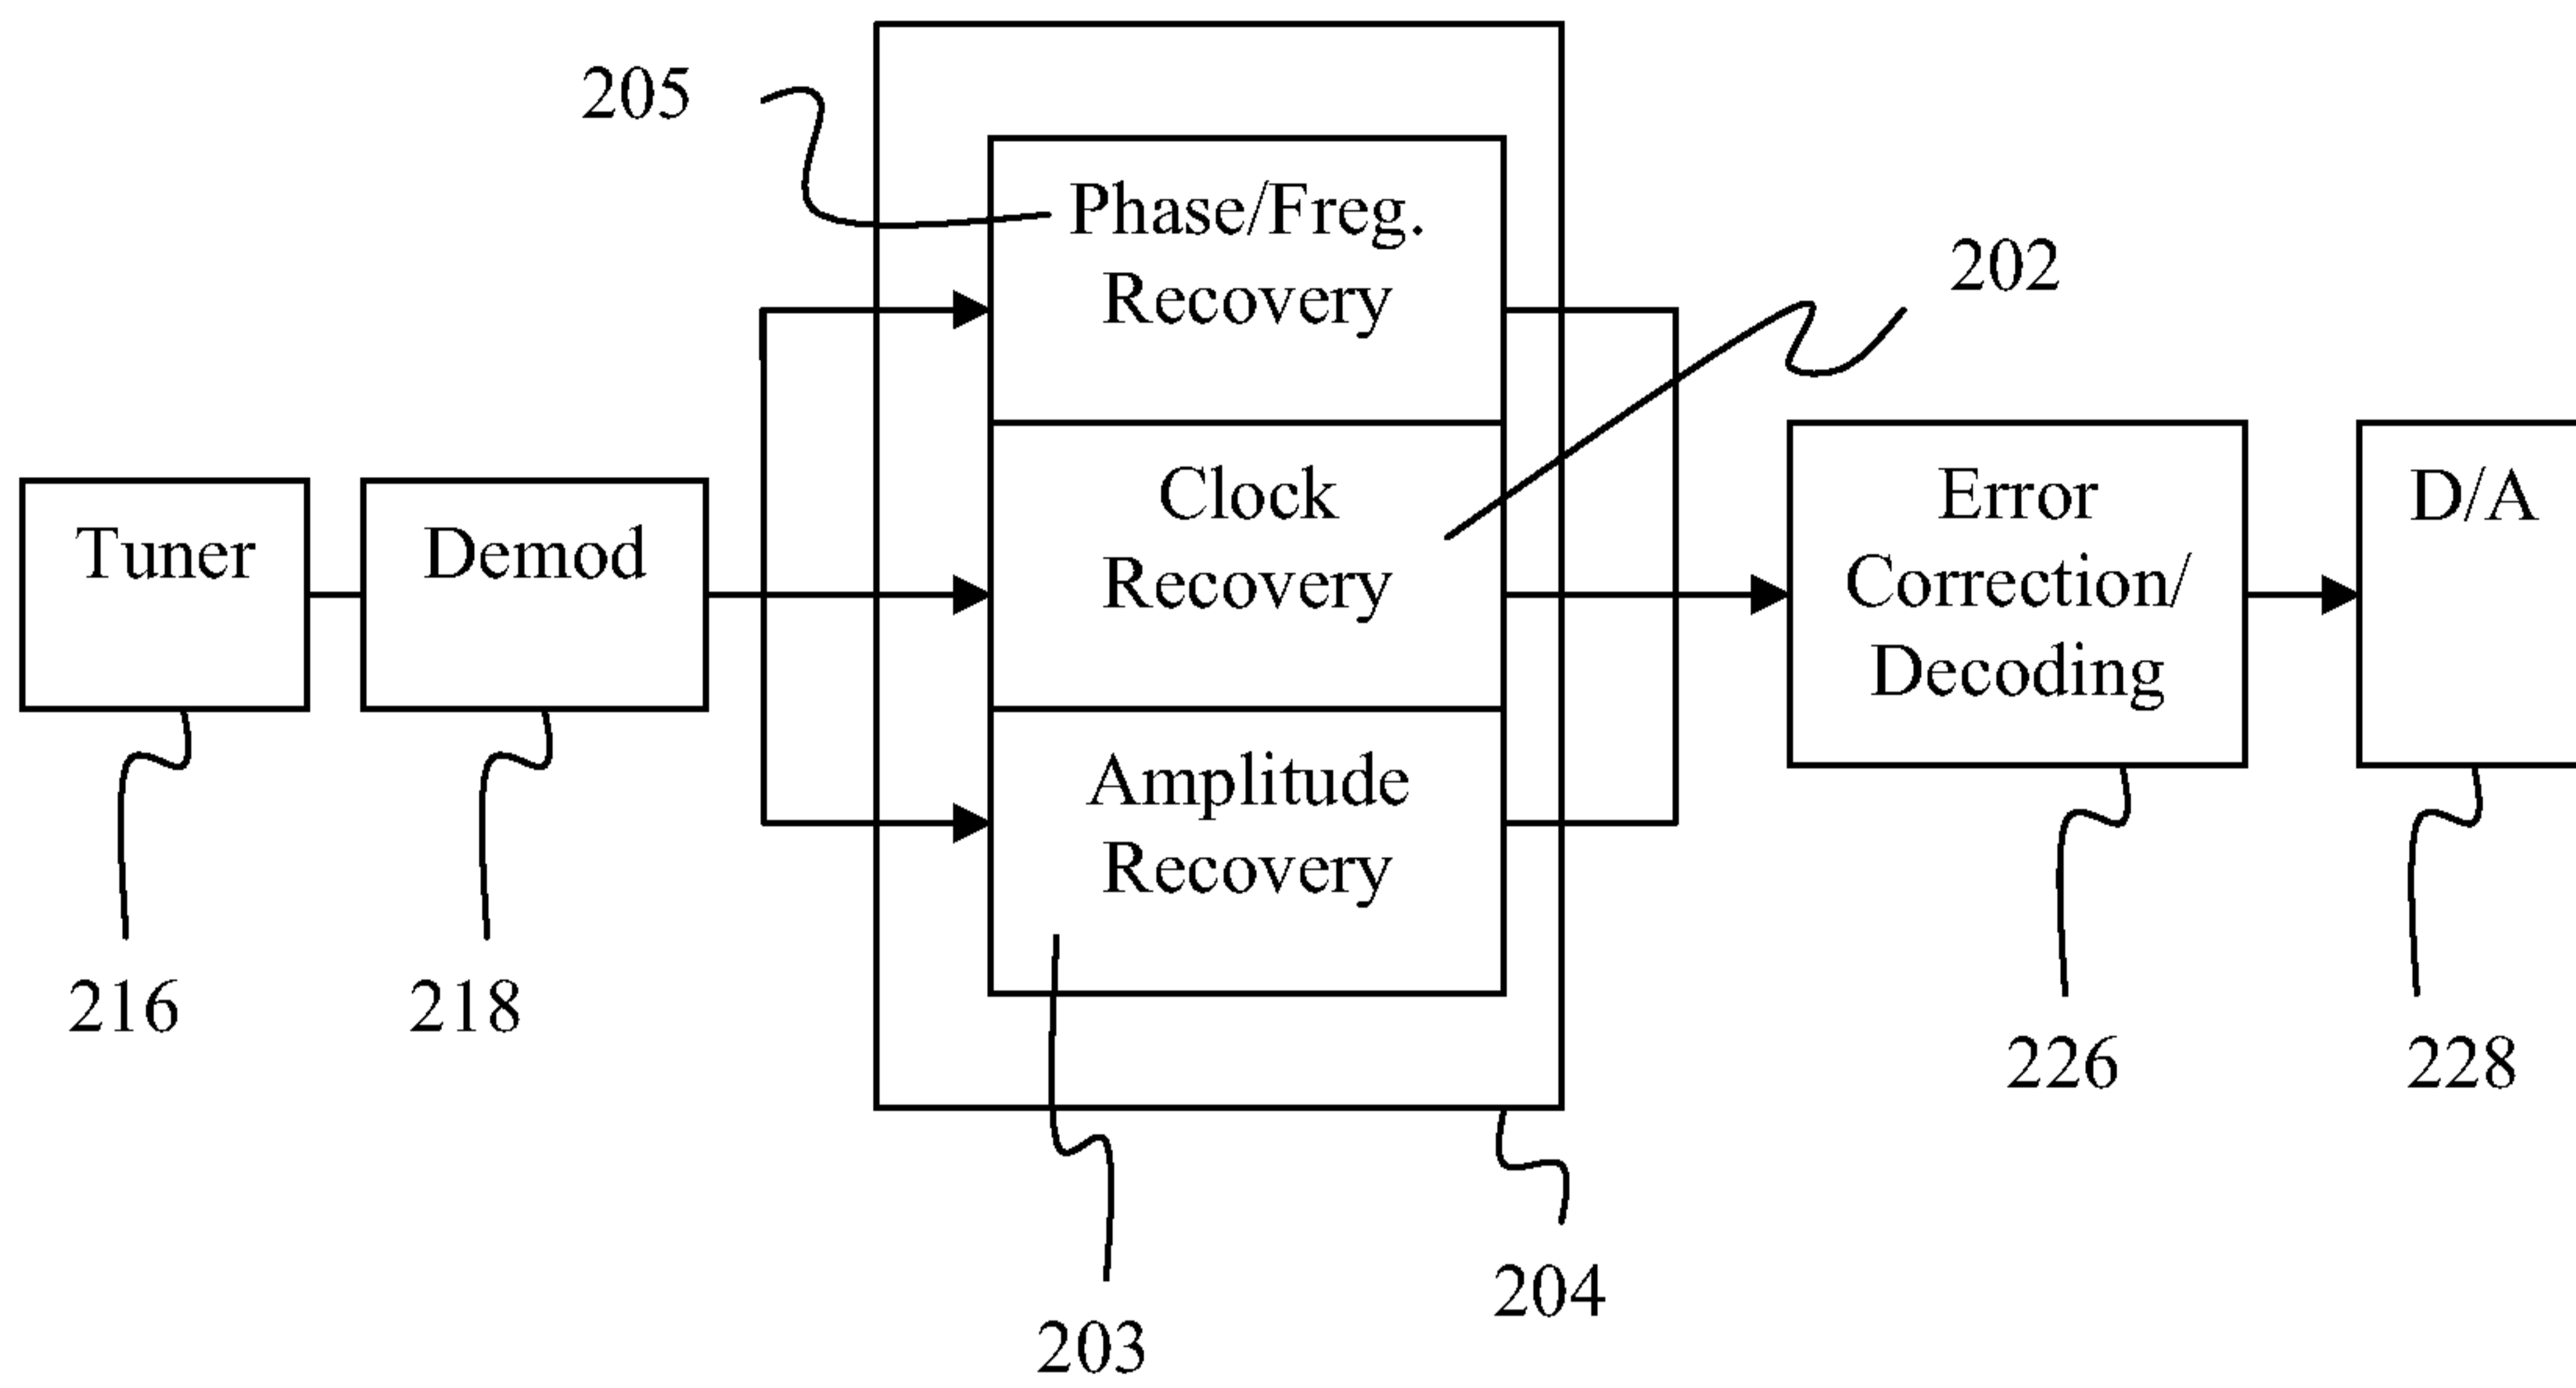 205
Phase/Freg.
Recovery
202
Tuner
Demod
Clock
Recovery
Error
Correction/
Decoding
D/A
Amplitude
Recovery
216
218
226
228
204
203